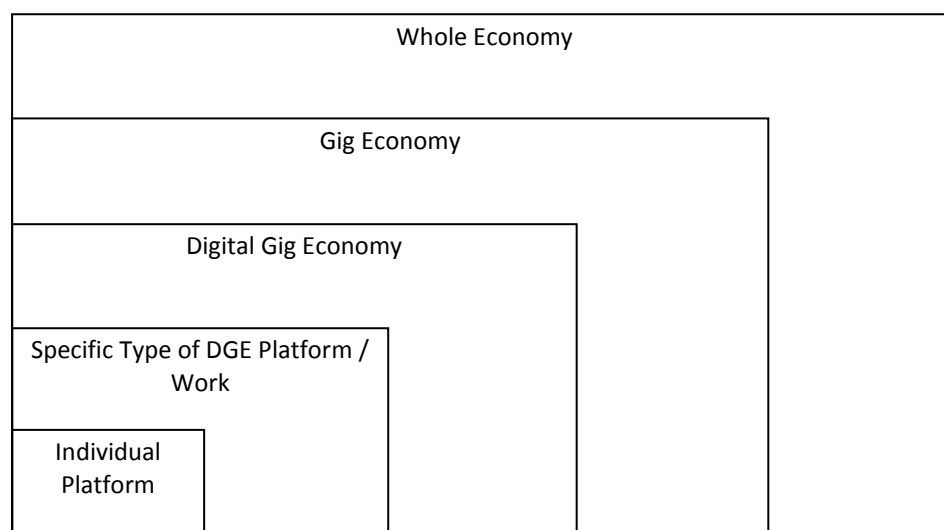 Whole Economy
Gig Economy
Digital Gig Economy
Specific Type of DGE Platform /
Work
Individual
Platform